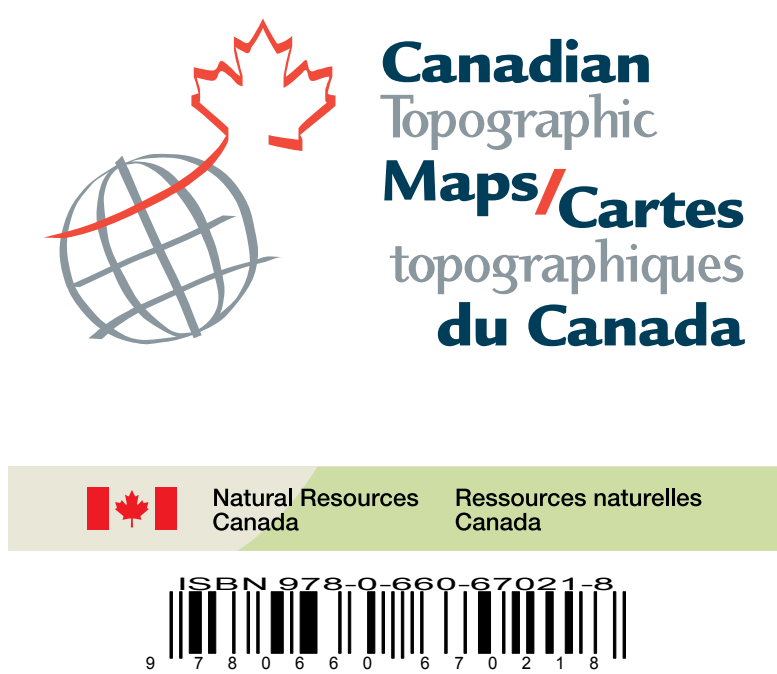 Canadian
Topographic
Maps/Cartes
topographiques
du Canada
Natural Resources
Canada
Ressources naturelles
Canada
ISBN 978-0-660-67021-8
9 780660 670218